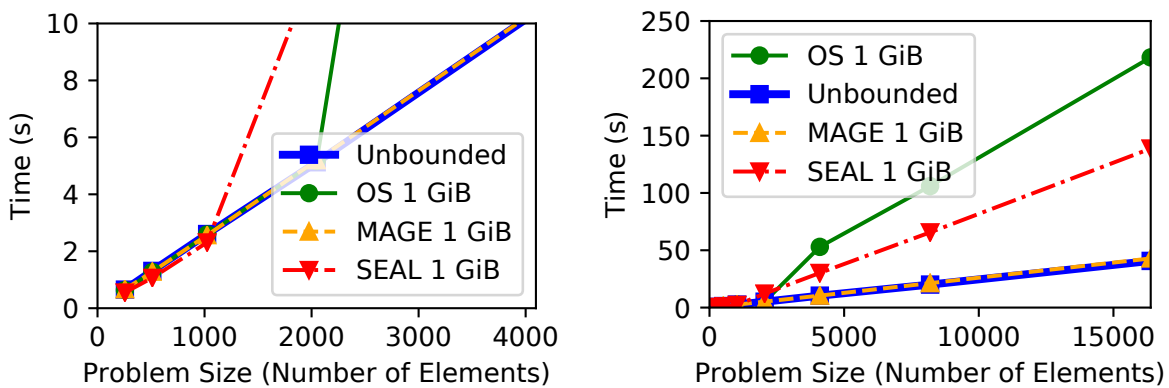 10
8
6
4
2
0
Time (s)
0 1000 2000 3000 4000
Problem Size (Number of Elements)
Unbounded
OS 1 GiB
MAGE 1 GiB
SEAL 1 GiB
250
200
150
100
50
0
Time (s)
0 5000 10000 15000
Problem Size (Number of Elements)
OS 1 GiB
Unbounded
MAGE 1 GiB
SEAL 1 GiB